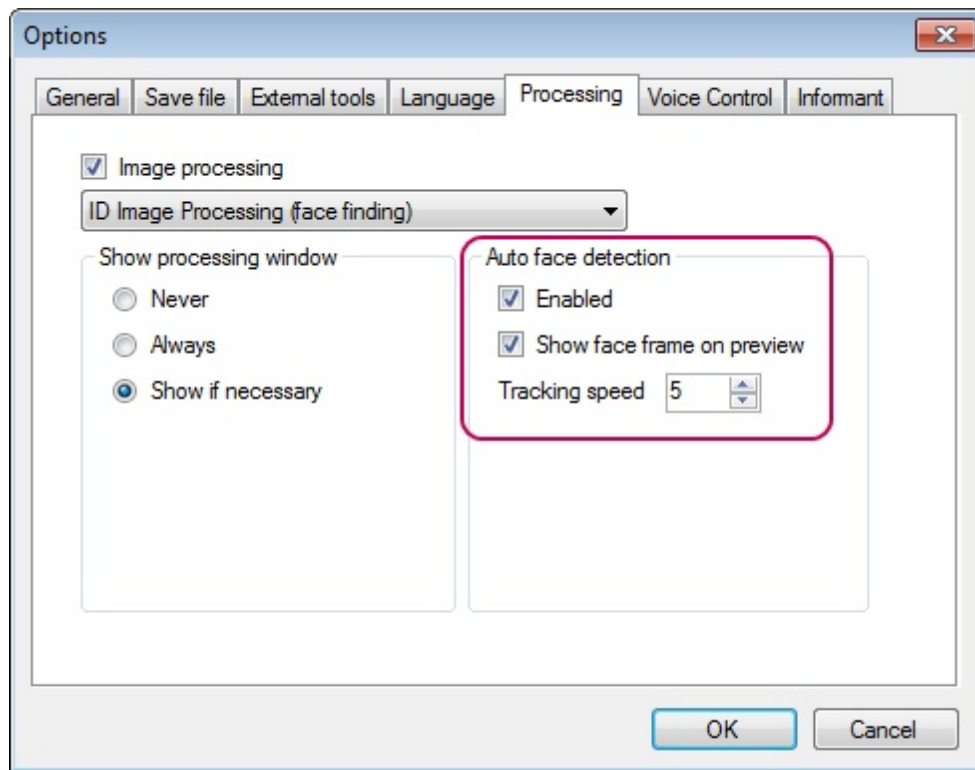 Options
General Save file External tools Language Processing Voice Control Informant
Image processing
ID Image Processing (face finding)
Show processing window
Never
Always
Show if necessary
Auto face detection
Enabled
Show face frame on preview
Tracking speed 5
OK Cancel